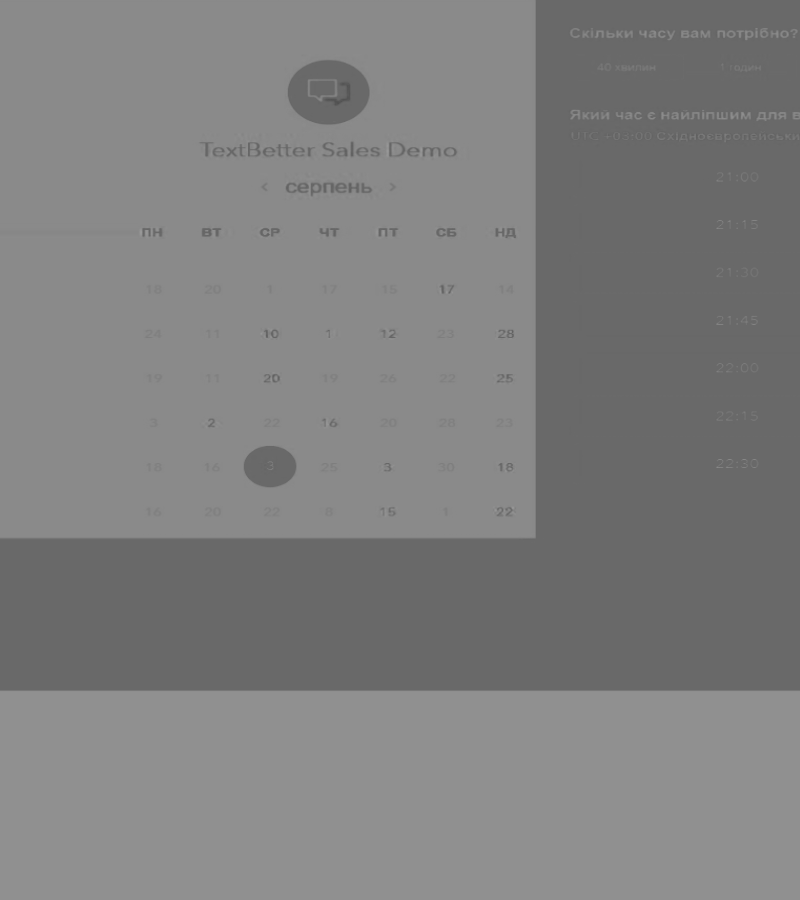 TextBetter Sales Demo
< серпень >
ПН ВТ СР ЧТ ПТ СБ НД
18 20 1 17 15 17 14
24 11 10 1 12 23 28
19 11 20 19 26 22 25
3 2 22 16 20 28 23
18 16 3 25 3 30 18
16 20 22 8 15 1 22
Скільки часу вам потрібно?
40 хвилин 1 годин
Який час є найліпшим для в
UTC +03:00 Східноєвропейськи
21:00
21:15
21:30
21:45
22:00
22:15
22:30